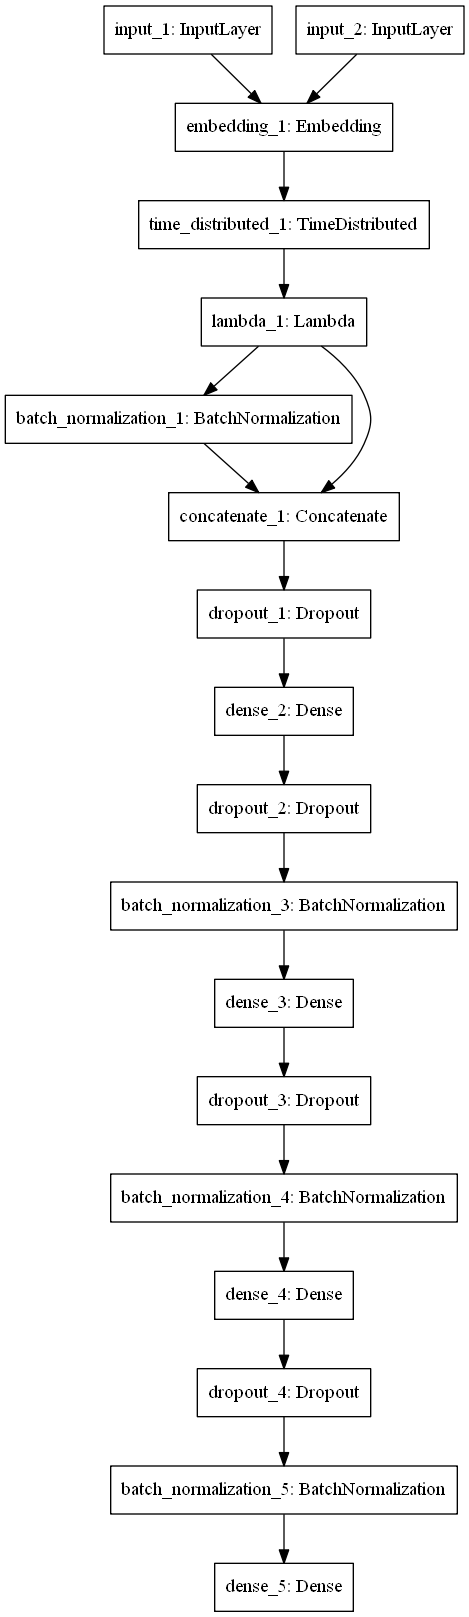 input_1: InputLayer
input_2: InputLayer
embedding_1: Embedding
time_distributed_1: TimeDistributed
lambda_1: Lambda
batch_normalization_1: BatchNormalization
concatenate_1: Concatenate
dropout_1: Dropout
dense_2: Dense
dropout_2: Dropout
batch_normalization_3: BatchNormalization
dense_3: Dense
dropout_3: Dropout
batch_normalization_4: BatchNormalization
dense_4: Dense
dropout_4: Dropout
batch_normalization_5: BatchNormalization
dense_5: Dense